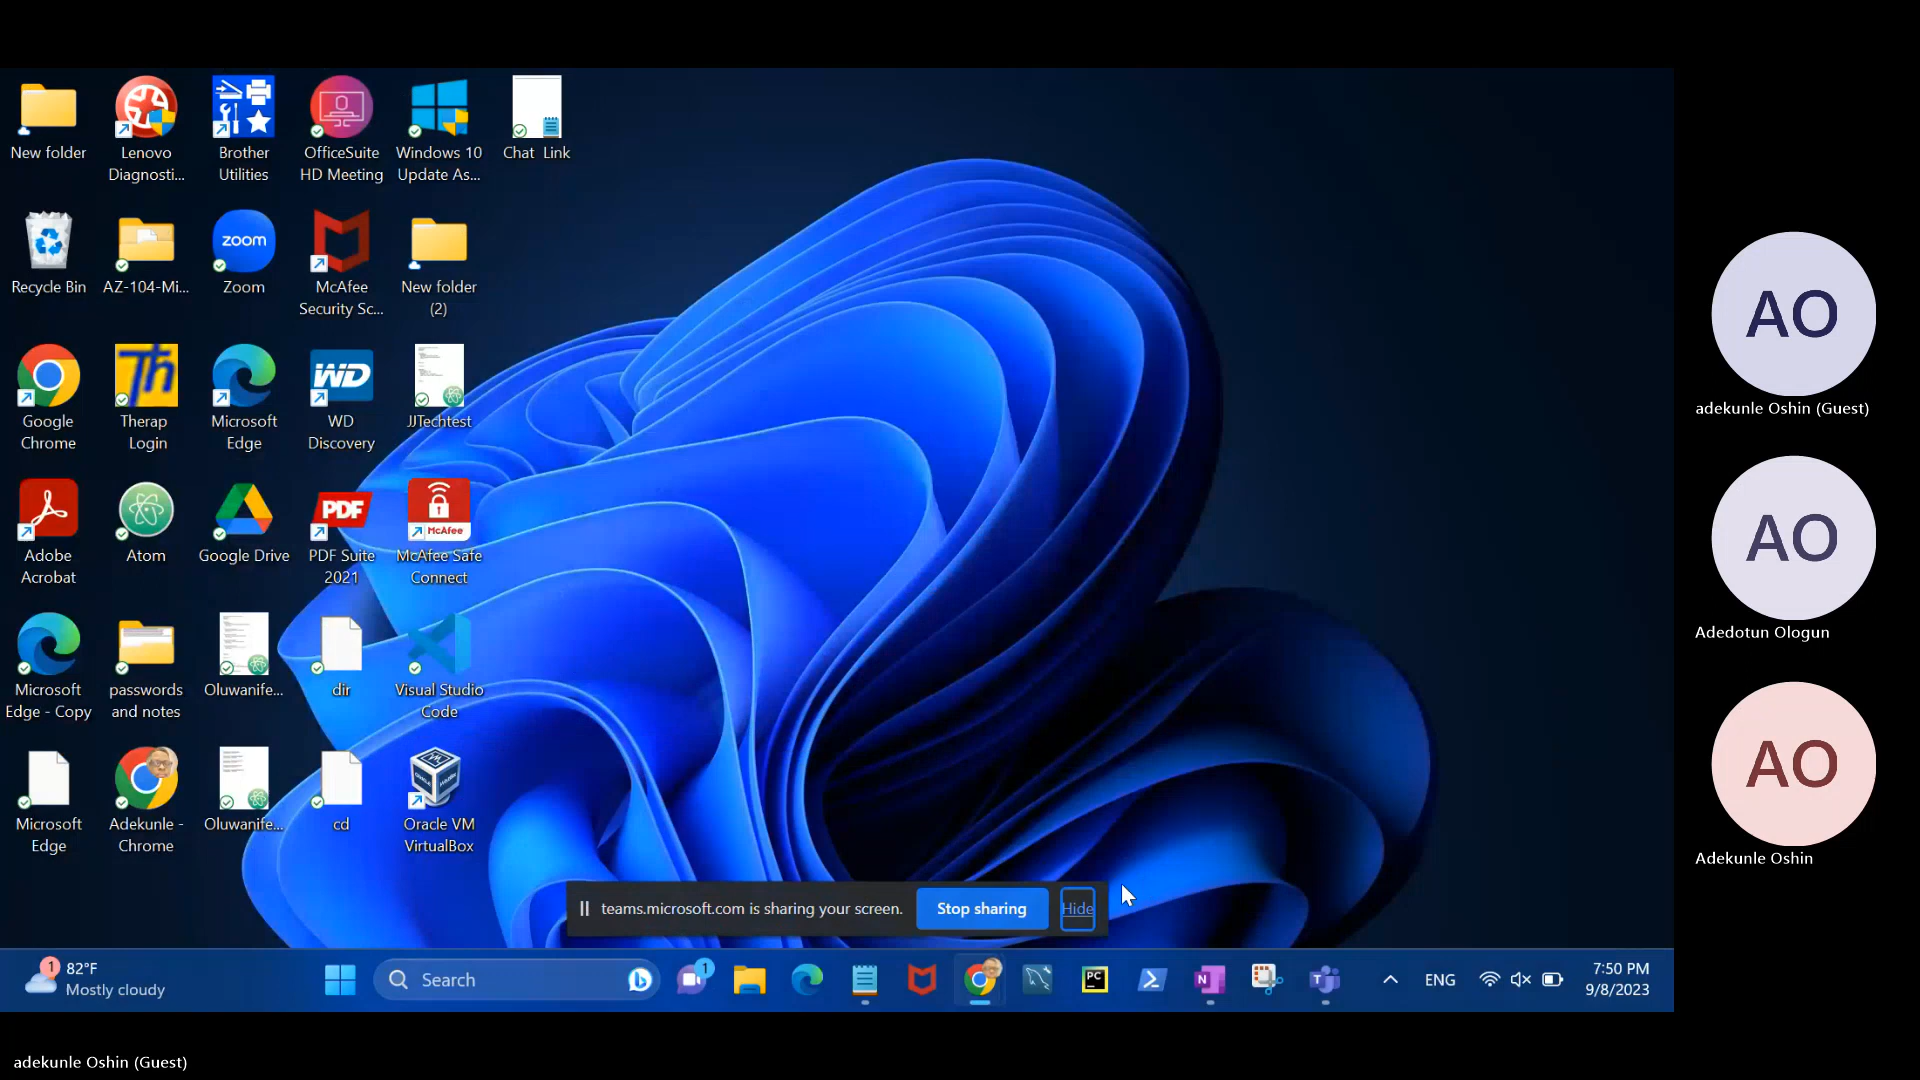 New folder
Lenovo
Diagnosti...
Brother
Utilities
OfficeSuite
HD Meeting
Windows 10
Update As...
Chat Link
Recycle Bin
AZ-104-Mi...
zoom
Zoom
McAfee
Security Sc...
New folder
(2)
Google
Chrome
Th
Therap
Login
Microsoft
Edge
WD
WD
Discovery
JJTechtest
Adobe
Acrobat
Atom
Google Drive
PDF
PDF Suite
2021
McAfee
McAfee Safe
Connect
Microsoft
Edge - Copy
passwords
and notes
Oluwanife...
dir
Visual Studio
Code
Microsoft
Edge
Adekunle -
Chrome
Oluwanife...
cd
Oracle VM
VirtualBox
teams.microsoft.com is sharing your screen.
Stop sharing
Hide
1
82°F
Mostly cloudy
Search
1
PC
N
T
ENG
7:50 PM
9/8/2023
AO
adekunle Oshin (Guest)
AO
Adedotun Ologun
AO
Adekunle Oshin
adekunle Oshin (Guest)